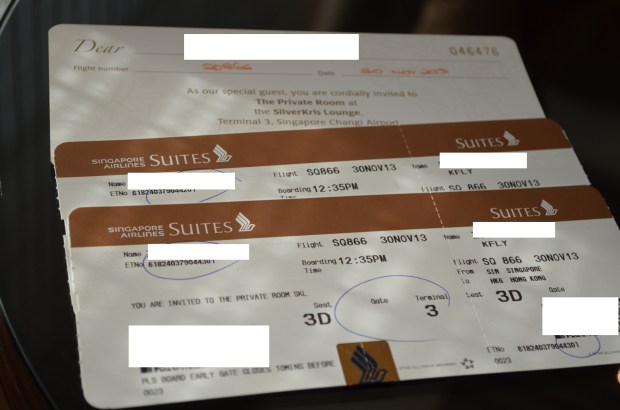 Dear
046476
Flight number
Date
As our special guest, you are cordially invited to
The Private Room at
the SilverKris Lounge.
Terminal 3, Singapore Changi Airport
SINGAPORE AIRLINES SUITES
SUITES
Name
Flight SQ866 30NOV13
Name
KFLY
ETNo 618240379044301
Boarding 12:35PM
Flight SQ 866 30NOV13
SINGAPORE AIRLINES SUITES
SUITES
Name
Flight SQ866 30NOV13
Name
KFLY
ETNo 618240379044301
Boarding Time 12:35PM
Flight SQ 866 30NOV13
From SIN SINGAPORE
To HKG HONG KONG
YOU ARE INVITED TO THE PRIVATE ROOM SKL
Seat 3D
Gate
Terminal 3
Seat 3D
Gate
PLS BOARD EARLY GATE CLOSES 10MINS BEFORE
0023
ETNo 618240379044301
0023